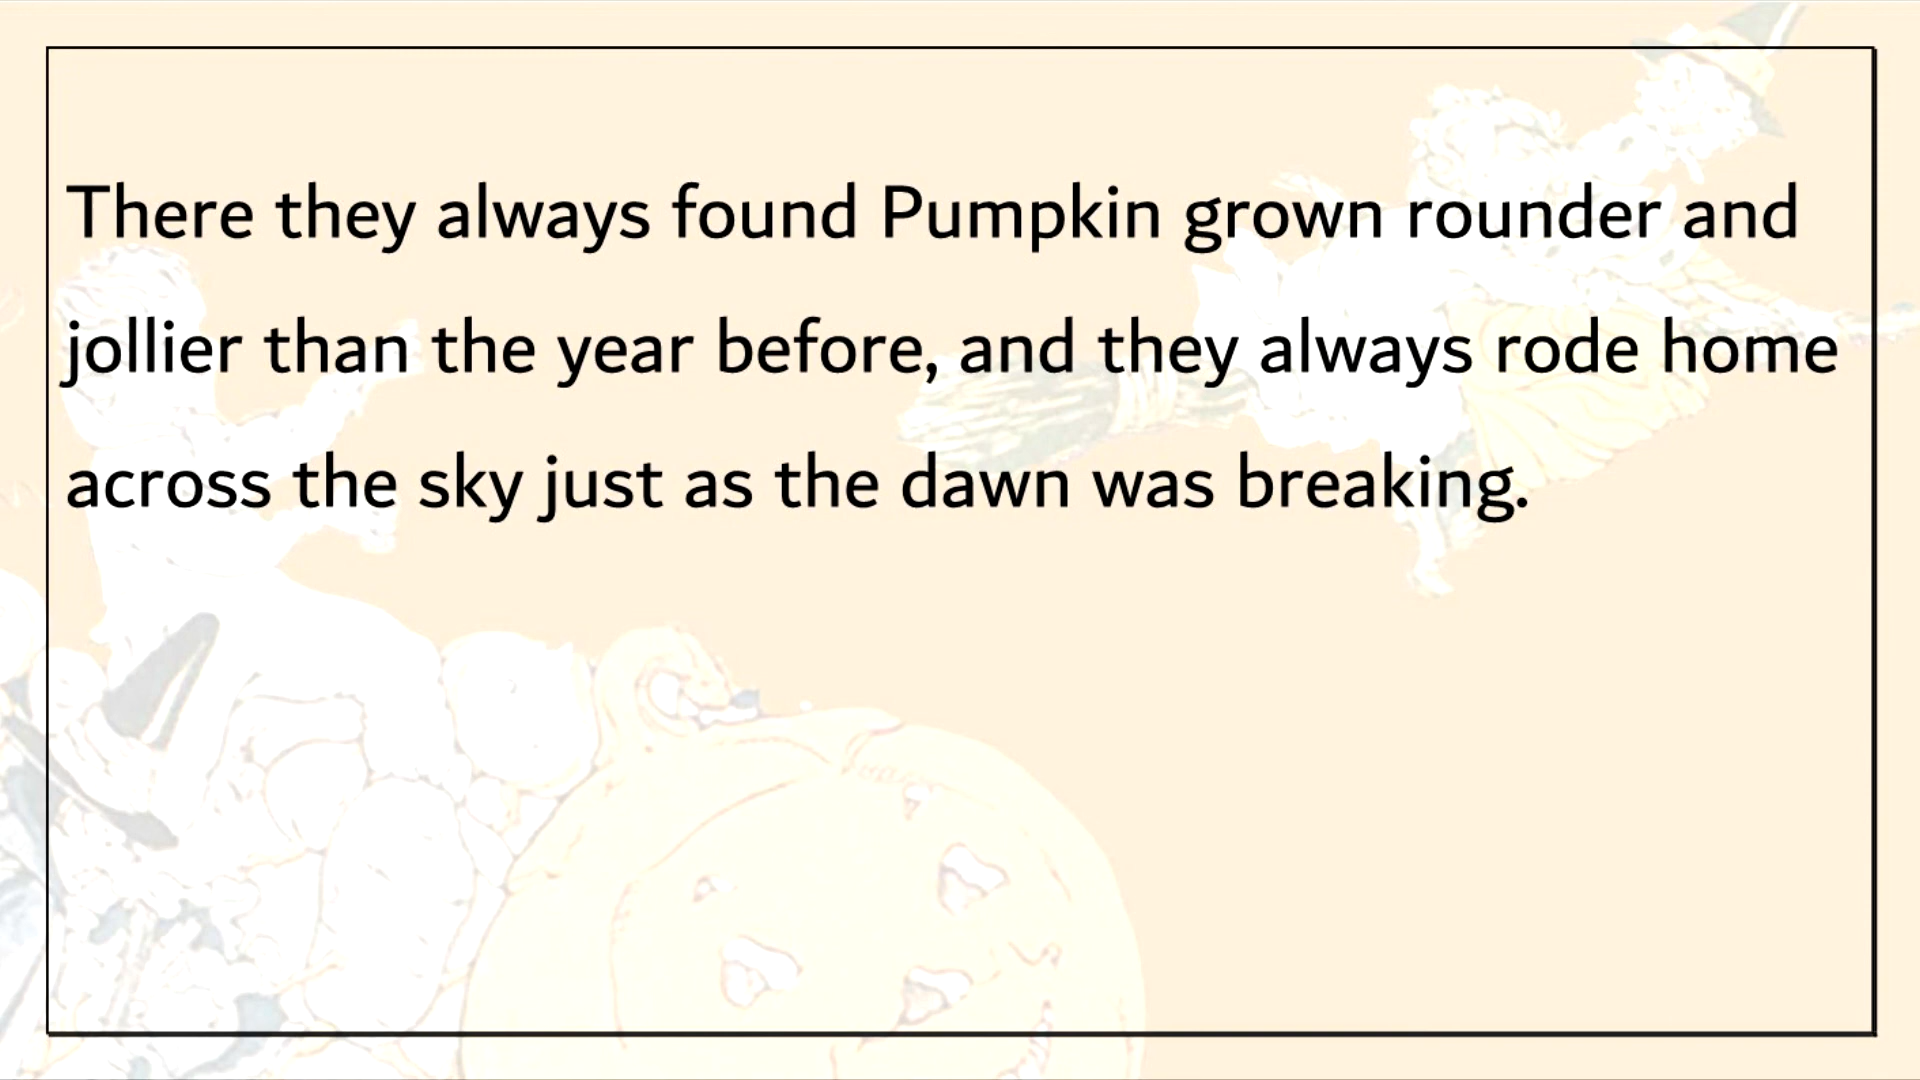 There they always found Pumpkin grown rounder and
jollier than the year before, and they always rode home
across the sky just as the dawn was breaking.